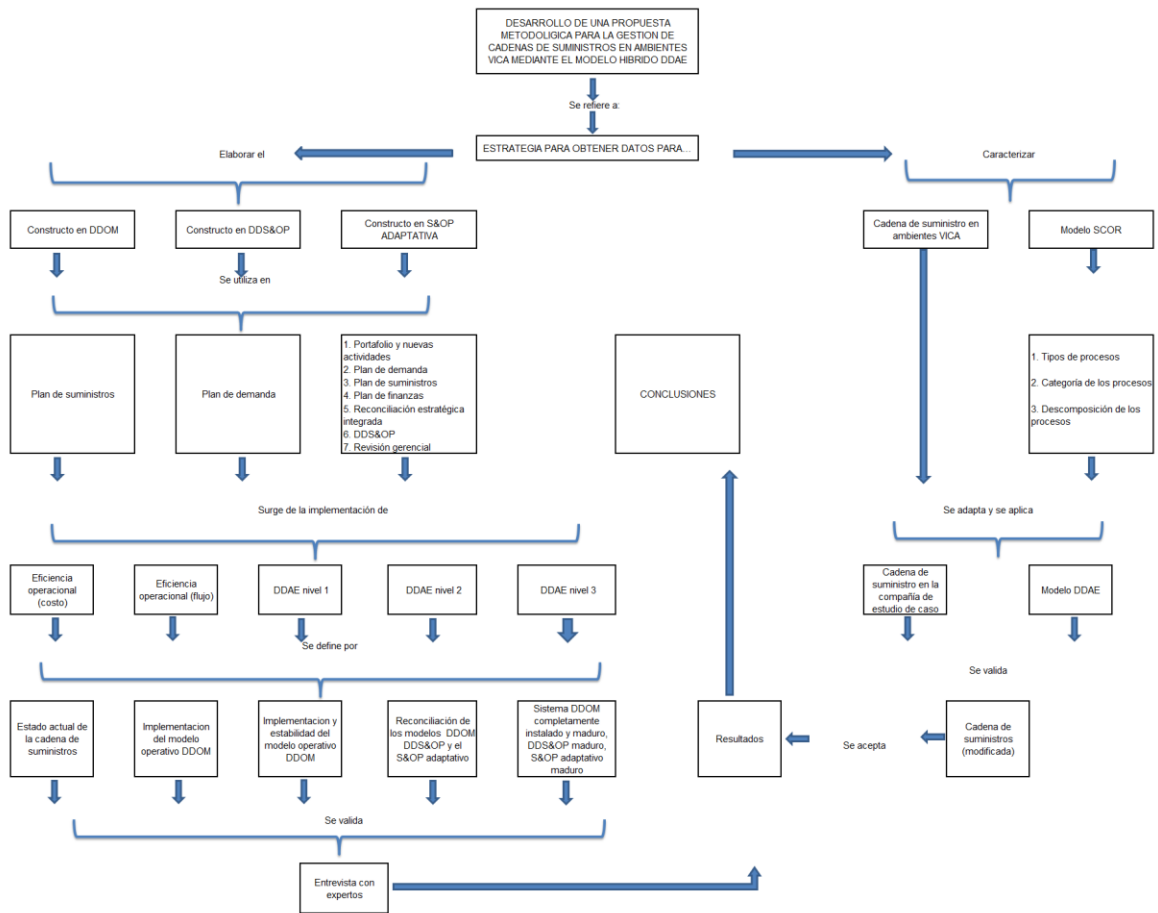 DESARROLLO DE UNA PROPUESTA
METODOLIGICA PARA LA GESTION DE
CADENAS DE SUMINISTROS EN AMBIENTES
VICA MEDIANTE EL MODELO HIBRIDO DDAE
Se refiere a:
ESTRATEGIA PARA OBTENER DATOS PARA...
Elaborar el
Caracterizar
Constructo en DDOM
Constructo en DDS&OP
Constructo en S&OP
ADAPTATIVA
Cadena de suministro en
ambientes VICA
Modelo SCOR
Se utiliza en
Plan de suministros
Plan de demanda
1. Portafolio y nuevas
actividades
2. Plan de demanda
3. Plan de suministros
4. Plan de finanzas
5. Reconciliación estratégica
integrada
6. DDS&OP
7. Revisión gerencial
CONCLUSIONES
1. Tipos de procesos
2. Categoría de los procesos
3. Descomposición de los
procesos
Surge de la implementación de
Se adapta y se aplica
Eficiencia
operacional
(costo)
Eficiencia
operacional (flujo)
DDAE nivel 1
DDAE nivel 2
DDAE nivel 3
Cadena de
suministro en la
compañía de
estudio de caso
Modelo DDAE
Se define por
Se valida
Estado actual de
la cadena de
suministros
Implementacion del
modelo
operativo DDOM
Implementacion y
estabilidad del
modelo operativo
DDOM
Reconciliación de
los modelos DDOM
DDS&OP y el
S&OP adaptativo
Sistema DDOM
completamente
instalado y maduro,
DDS&OP maduro,
S&OP adaptativo
maduro
Resultados
Se acepta
Cadena de
suministros
(modificada)
Se valida
Entrevista con
expertos